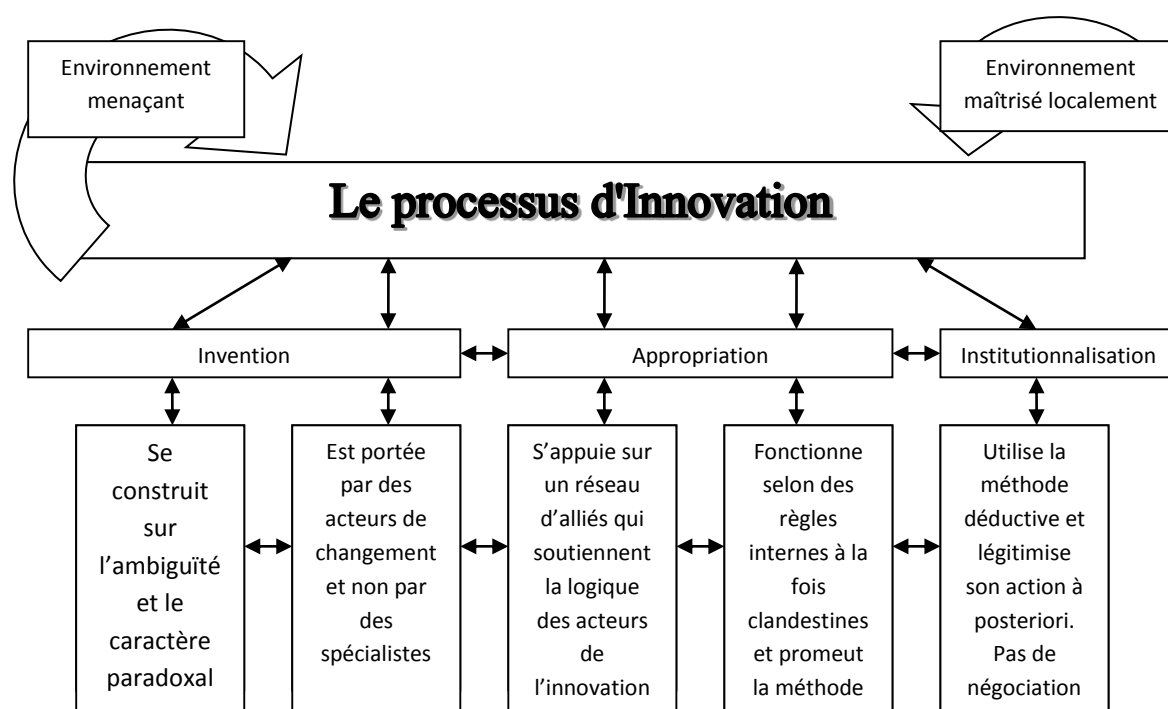 Environnement
menaçant
Environnement
maîtrisé localement
Le processus d'Innovation
Invention
Appropriation
Institutionnalisation
Se
construit
sur
l’ambiguïté
et le
caractère
paradoxal
Est portée
par des
acteurs de
changement
et non par
des
spécialistes
S’appuie sur
un réseau
d’alliés qui
soutiennent
la logique
des acteurs
de
l’innovation
Fonctionne
selon des
règles
internes à la
fois
clandestines
et promeut
la méthode
Utilise la
méthode
déductive et
légitimise
son action à
posteriori.
Pas de
négociation